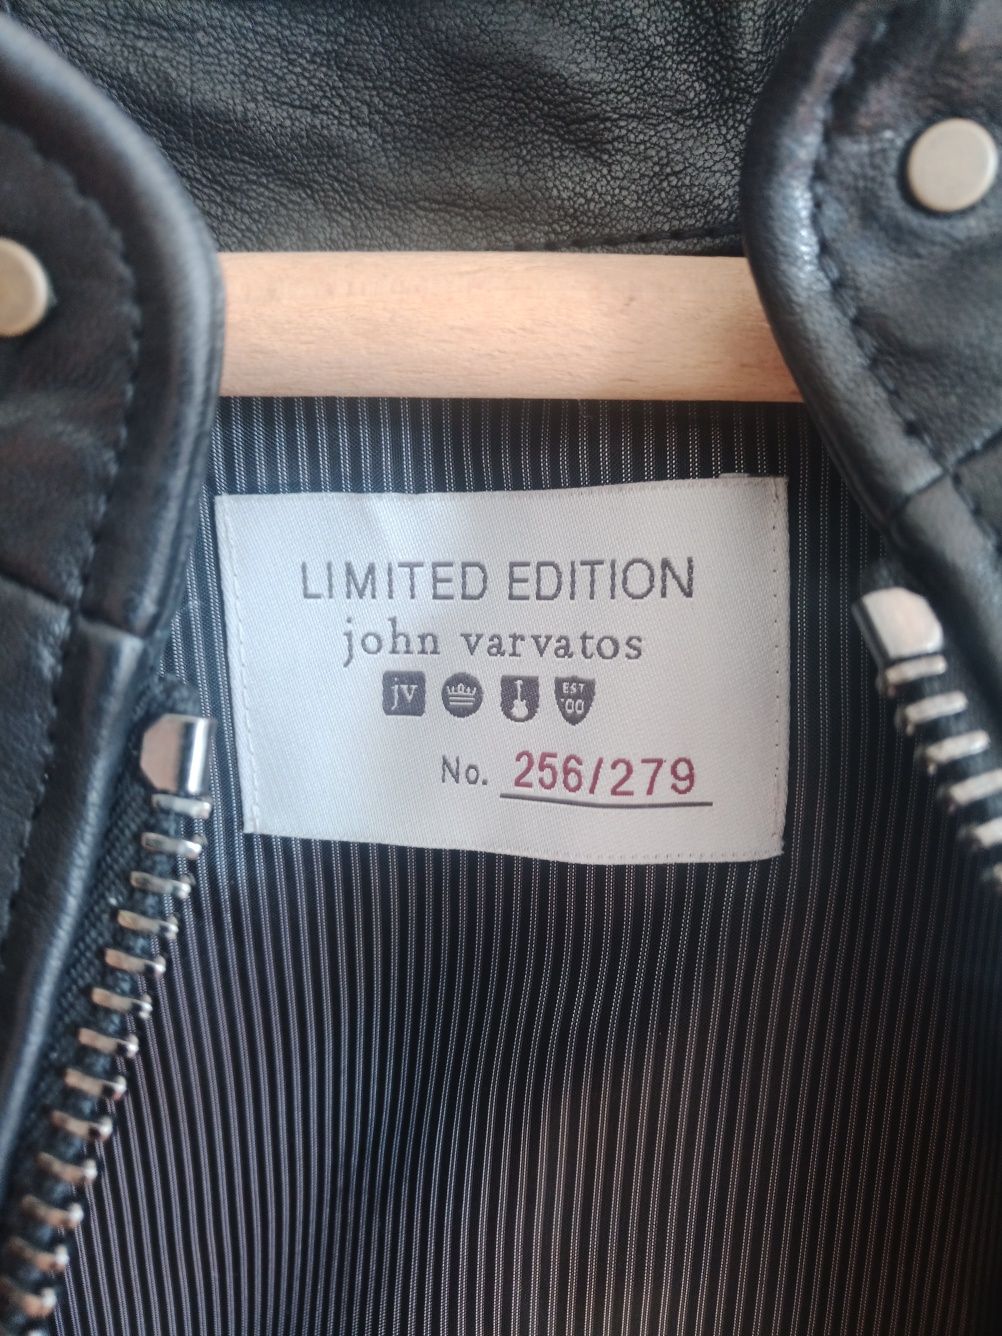 LIMITED EDITION
john varvatos
jv EST '00
No. 256/279